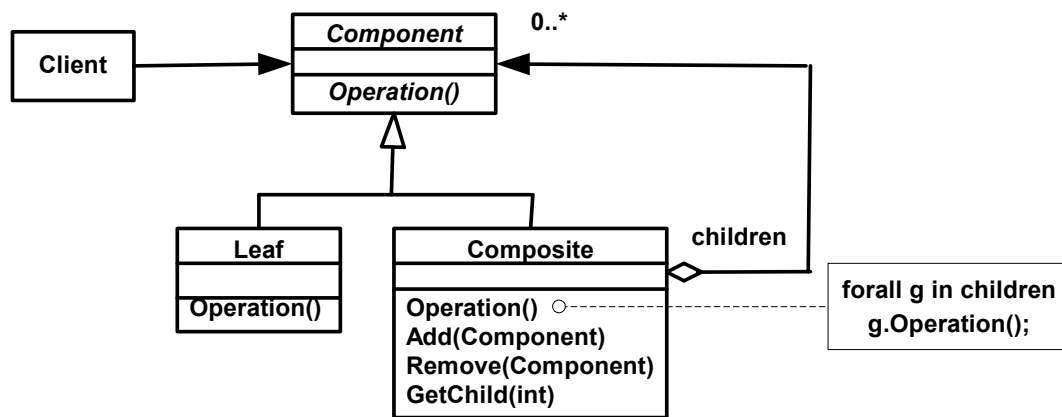 Component
0..*
Client
Operation()
Leaf
Composite
children
Operation()
Operation()
Add(Component)
Remove(Component)
GetChild(int)
forall g in children
g.Operation();